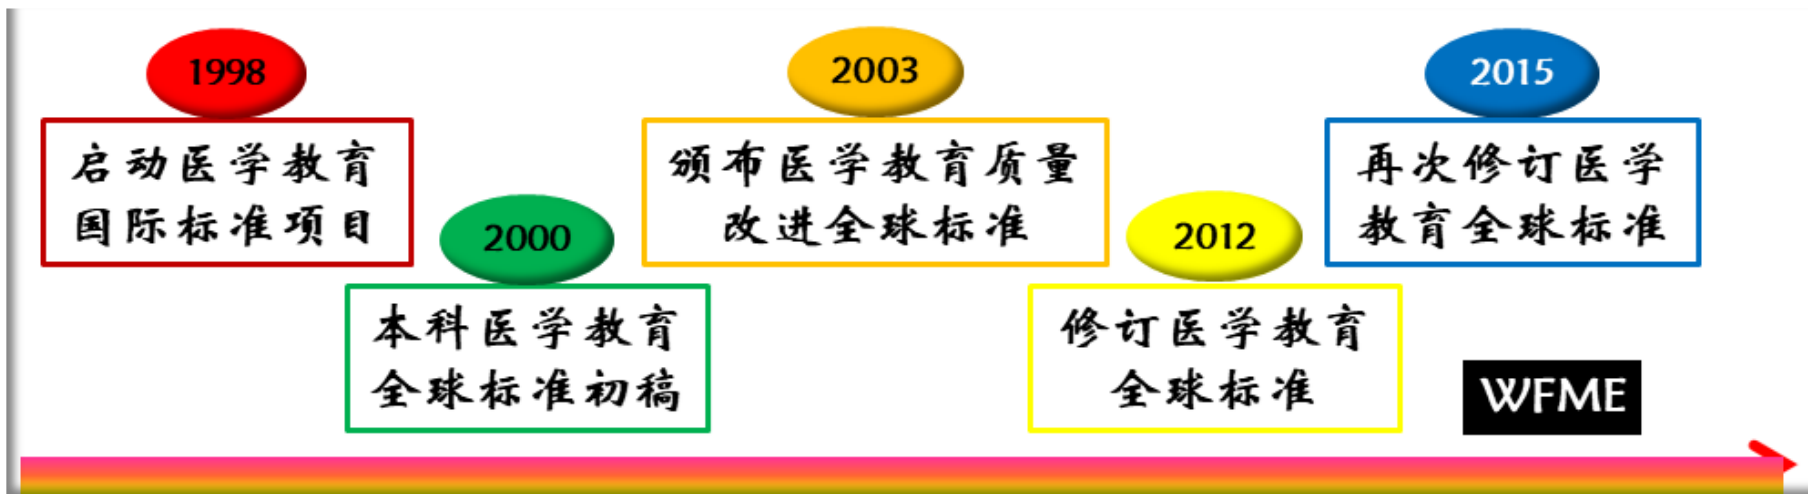 1998
启动医学教育
国际标准项目
2000
本科医学教育
全球标准初稿
2003
颁布医学教育质量
改进全球标准
2012
修订医学教育
全球标准
2015
再次修订医学
教育全球标准
WFME